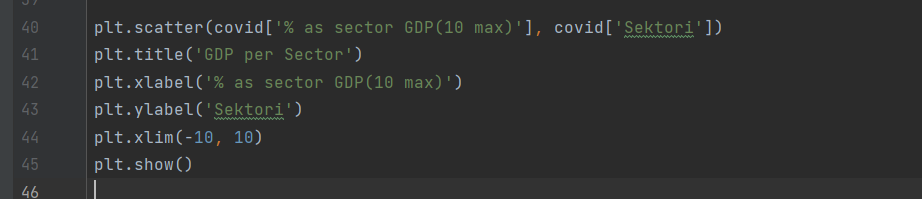 40 plt.scatter(covid['% as sector GDP(10 max)'], covid['Sektori'])
41 plt.title('GDP per Sector')
42 plt.xlabel('% as sector GDP(10 max)')
43 plt.ylabel('Sektori')
44 plt.xlim(-10, 10)
45 plt.show()
46